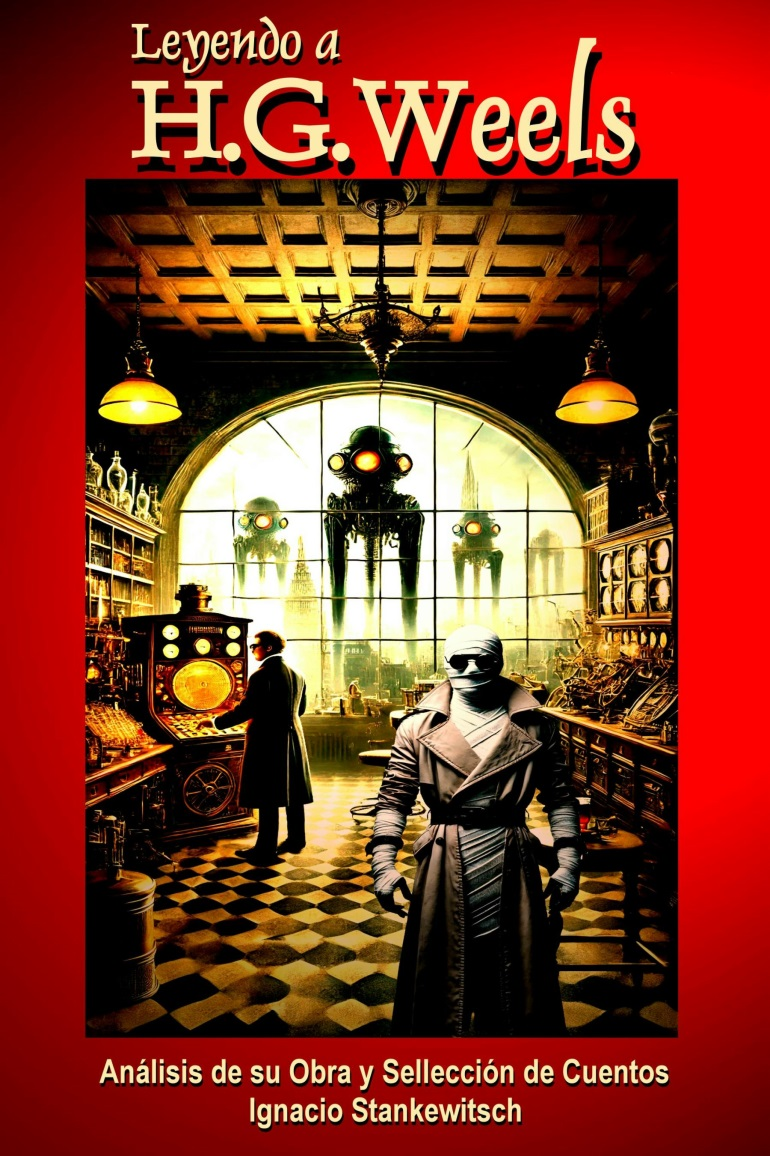 Leyendo a
H.G. Weels
Análisis de su Obra y Sellección de Cuentos
Ignacio Stankewitsch